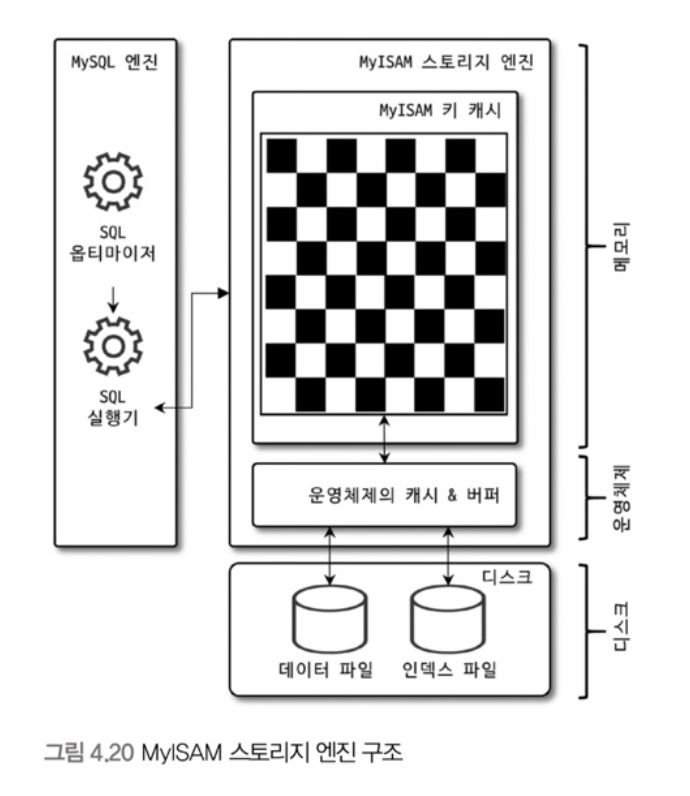 MySQL 엔진
SQL
옵티마이저
SQL
실행기
MyISAM 스토리지 엔진
MyISAM 키 캐시
운영체제의 캐시 & 버퍼
디스크
데이터 파일
인덱스 파일
메모리
운영체제
디스크
그림 4.20 MyISAM 스토리지 엔진 구조